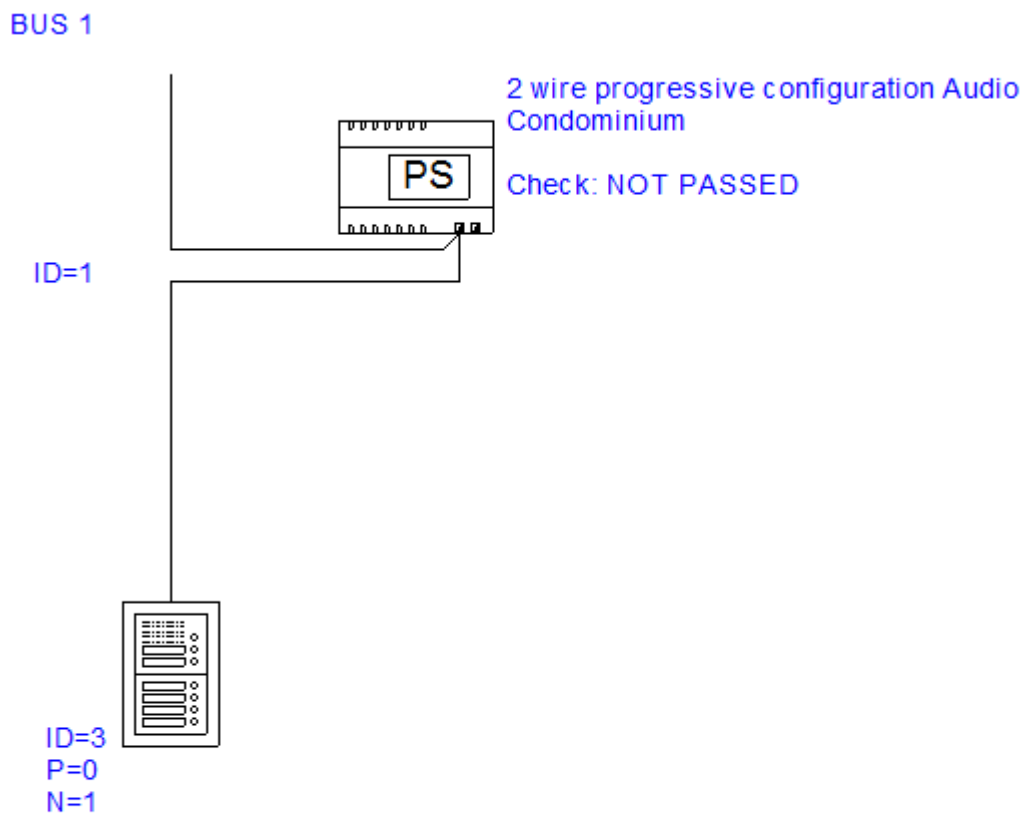 BUS 1
2 wire progressive configuration Audio
Condominium
PS
Check: NOT PASSED
ID=1
ID=3
P=0
N=1